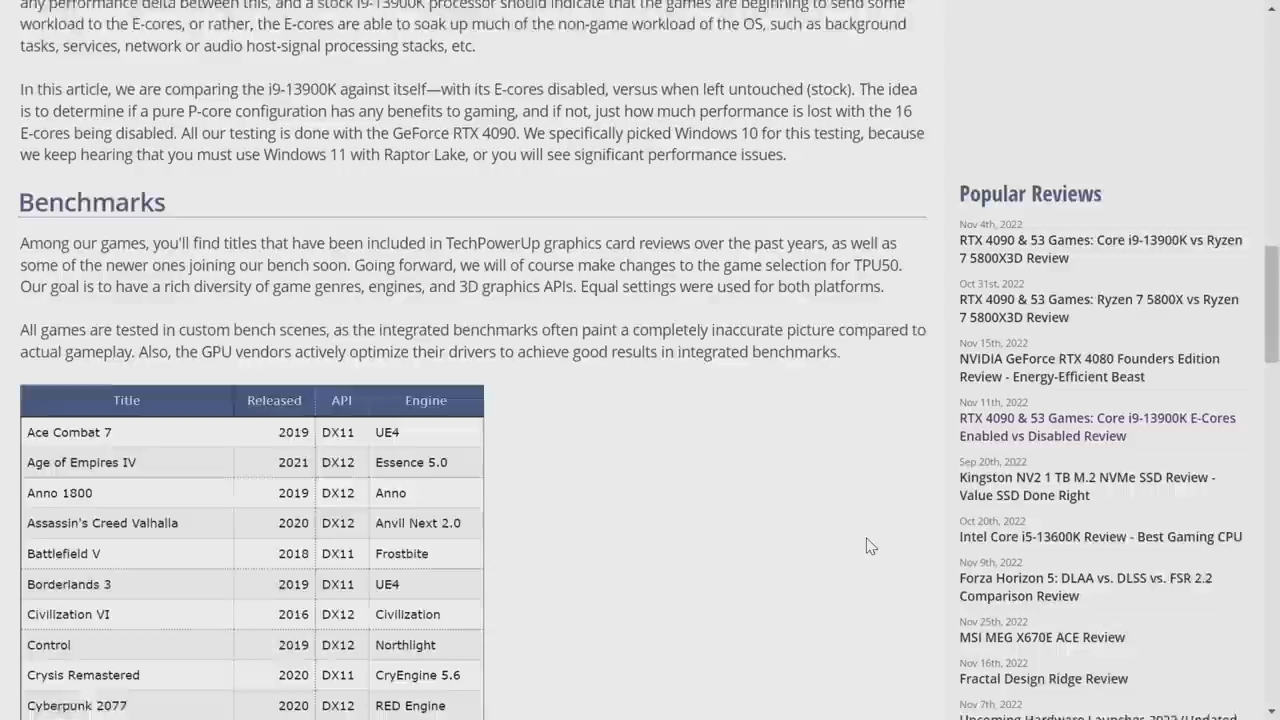 any performance delta between this, and a stock i9-13900K processor should indicate that the games are beginning to send some
workload to the E-cores, or rather, the E-cores are able to soak up much of the non-game workload of the OS, such as background
tasks, services, network or audio host-signal processing stacks, etc.
In this article, we are comparing the i9-13900K against itself—with its E-cores disabled, versus when left untouched (stock). The idea
is to determine if a pure P-core configuration has any benefits to gaming, and if not, just how much performance is lost with the 16
E-cores being disabled. All our testing is done with the GeForce RTX 4090. We specifically picked Windows 10 for this testing, because
we keep hearing that you must use Windows 11 with Raptor Lake, or you will see significant performance issues.
Benchmarks
Among our games, you'll find titles that have been included in TechPowerUp graphics card reviews over the past years, as well as
some of the newer ones joining our bench soon. Going forward, we will of course make changes to the game selection for TPU50.
Our goal is to have a rich diversity of game genres, engines, and 3D graphics APIs. Equal settings were used for both platforms.
All games are tested in custom bench scenes, as the integrated benchmarks often paint a completely inaccurate picture compared to
actual gameplay. Also, the GPU vendors actively optimize their drivers to achieve good results in integrated benchmarks.
Title Released API Engine
Ace Combat 7 2019 DX11 UE4
Age of Empires IV 2021 DX12 Essence 5.0
Anno 1800 2019 DX12 Anno
Assassin's Creed Valhalla 2020 DX12 Anvil Next 2.0
Battlefield V 2018 DX11 Frostbite
Borderlands 3 2019 DX11 UE4
Civilization VI 2016 DX12 Civilization
Control 2019 DX12 Northlight
Crysis Remastered 2020 DX11 CryEngine 5.6
Cyberpunk 2077 2020 DX12 RED Engine
Popular Reviews
Nov 4th, 2022
RTX 4090 & 53 Games: Core i9-13900K vs Ryzen
7 5800X3D Review
Oct 31st, 2022
RTX 4090 & 53 Games: Ryzen 7 5800X vs Ryzen
7 5800X3D Review
Nov 15th, 2022
NVIDIA GeForce RTX 4080 Founders Edition
Review - Energy-Efficient Beast
Nov 11th, 2022
RTX 4090 & 53 Games: Core i9-13900K E-Cores
Enabled vs Disabled Review
Sep 20th, 2022
Kingston NV2 1 TB M.2 NVMe SSD Review -
Value SSD Done Right
Oct 20th, 2022
Intel Core i5-13600K Review - Best Gaming CPU
Nov 9th, 2022
Forza Horizon 5: DLAA vs. DLSS vs. FSR 2.2
Comparison Review
Nov 25th, 2022
MSI MEG X670E ACE Review
Nov 16th, 2022
Fractal Design Ridge Review
Nov 7th, 2022
Upcoming Hardware Launches 2022 (Updated